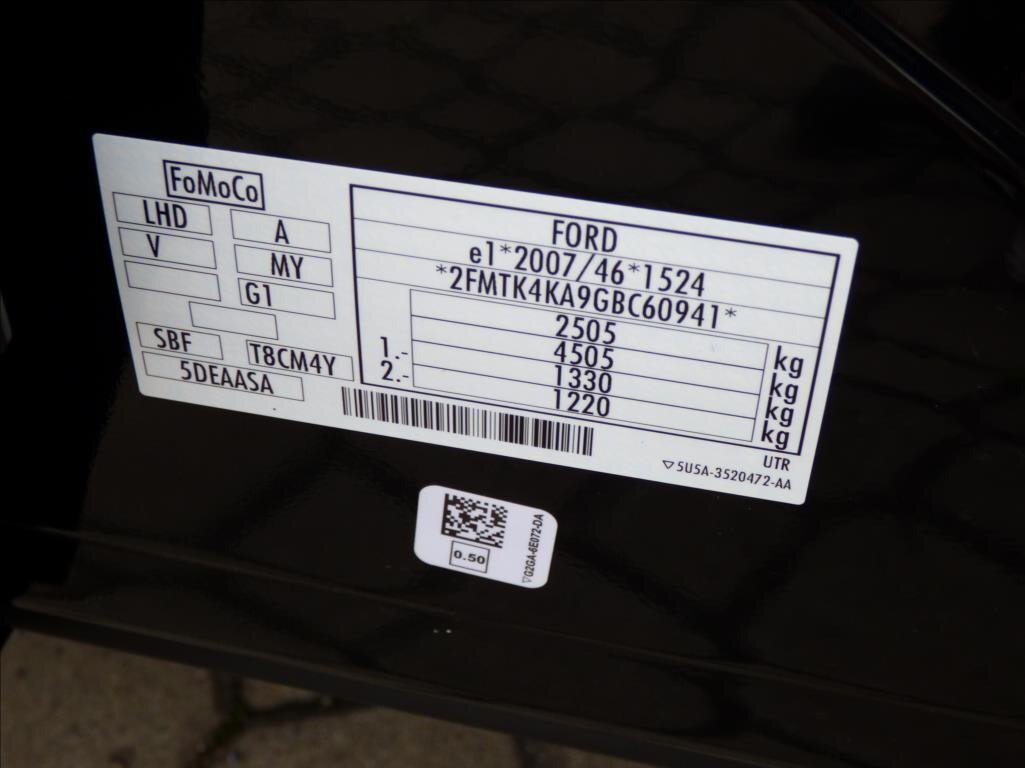 FoMoCo
LHD
A
V
MY
G1
SBF
T8CM4Y
5DEAASA
FORD
e1*2007/46*1524
*2FMTK4KA9GBC60941*
2505 kg
1.- 4505 kg
2.- 1330 kg
1220 kg
UTR
5U5A-3520472-AA
0.50
G2GA-6E072-DA